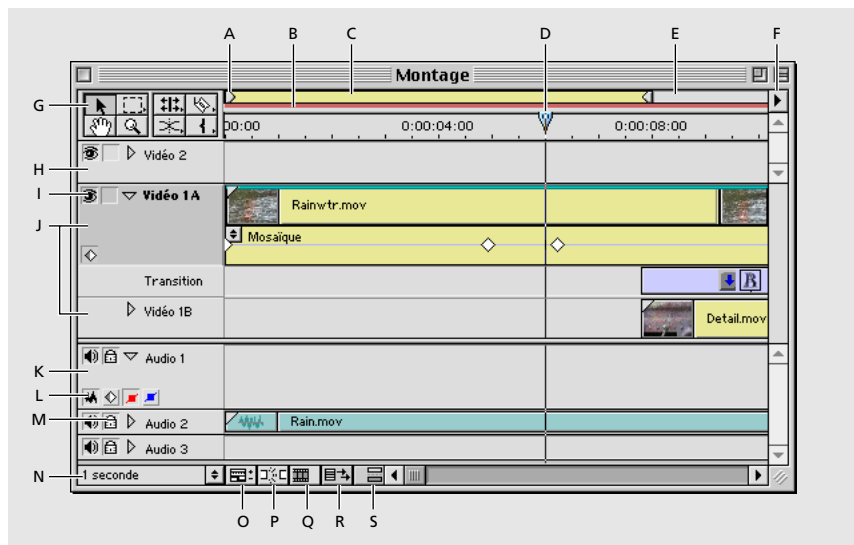 A B C D E F
Montage
G
00:00 0:00:04:00 0:00:08:00
H
Vidéo 2
I
Vidéo 1A
Rainwtr.mov
J
Mosaïque
Transition
B
Vidéo 1B
Detail.mov
K
Audio 1
L
M
Audio 2
Rain.mov
Audio 3
N
1 seconde
O P Q R S